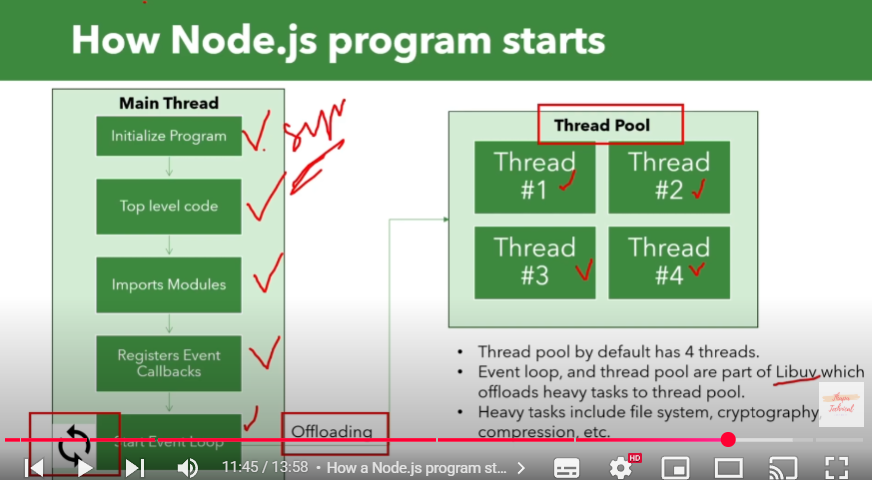 How Node.js program starts
Main Thread
Initialize Program
Top level code
Imports Modules
Registers Event
Callbacks
Start Event Loop
Offloading
Thread Pool
Thread
#1
Thread
#2
Thread
#3
Thread
#4
• Thread pool by default has 4 threads.
• Event loop, and thread pool are part of Libuv which
offloads heavy tasks to thread pool.
• Heavy tasks include file system, cryptography,
compression, etc.
Technical
11:45 / 13:58 • How a Node.js program st...
HD